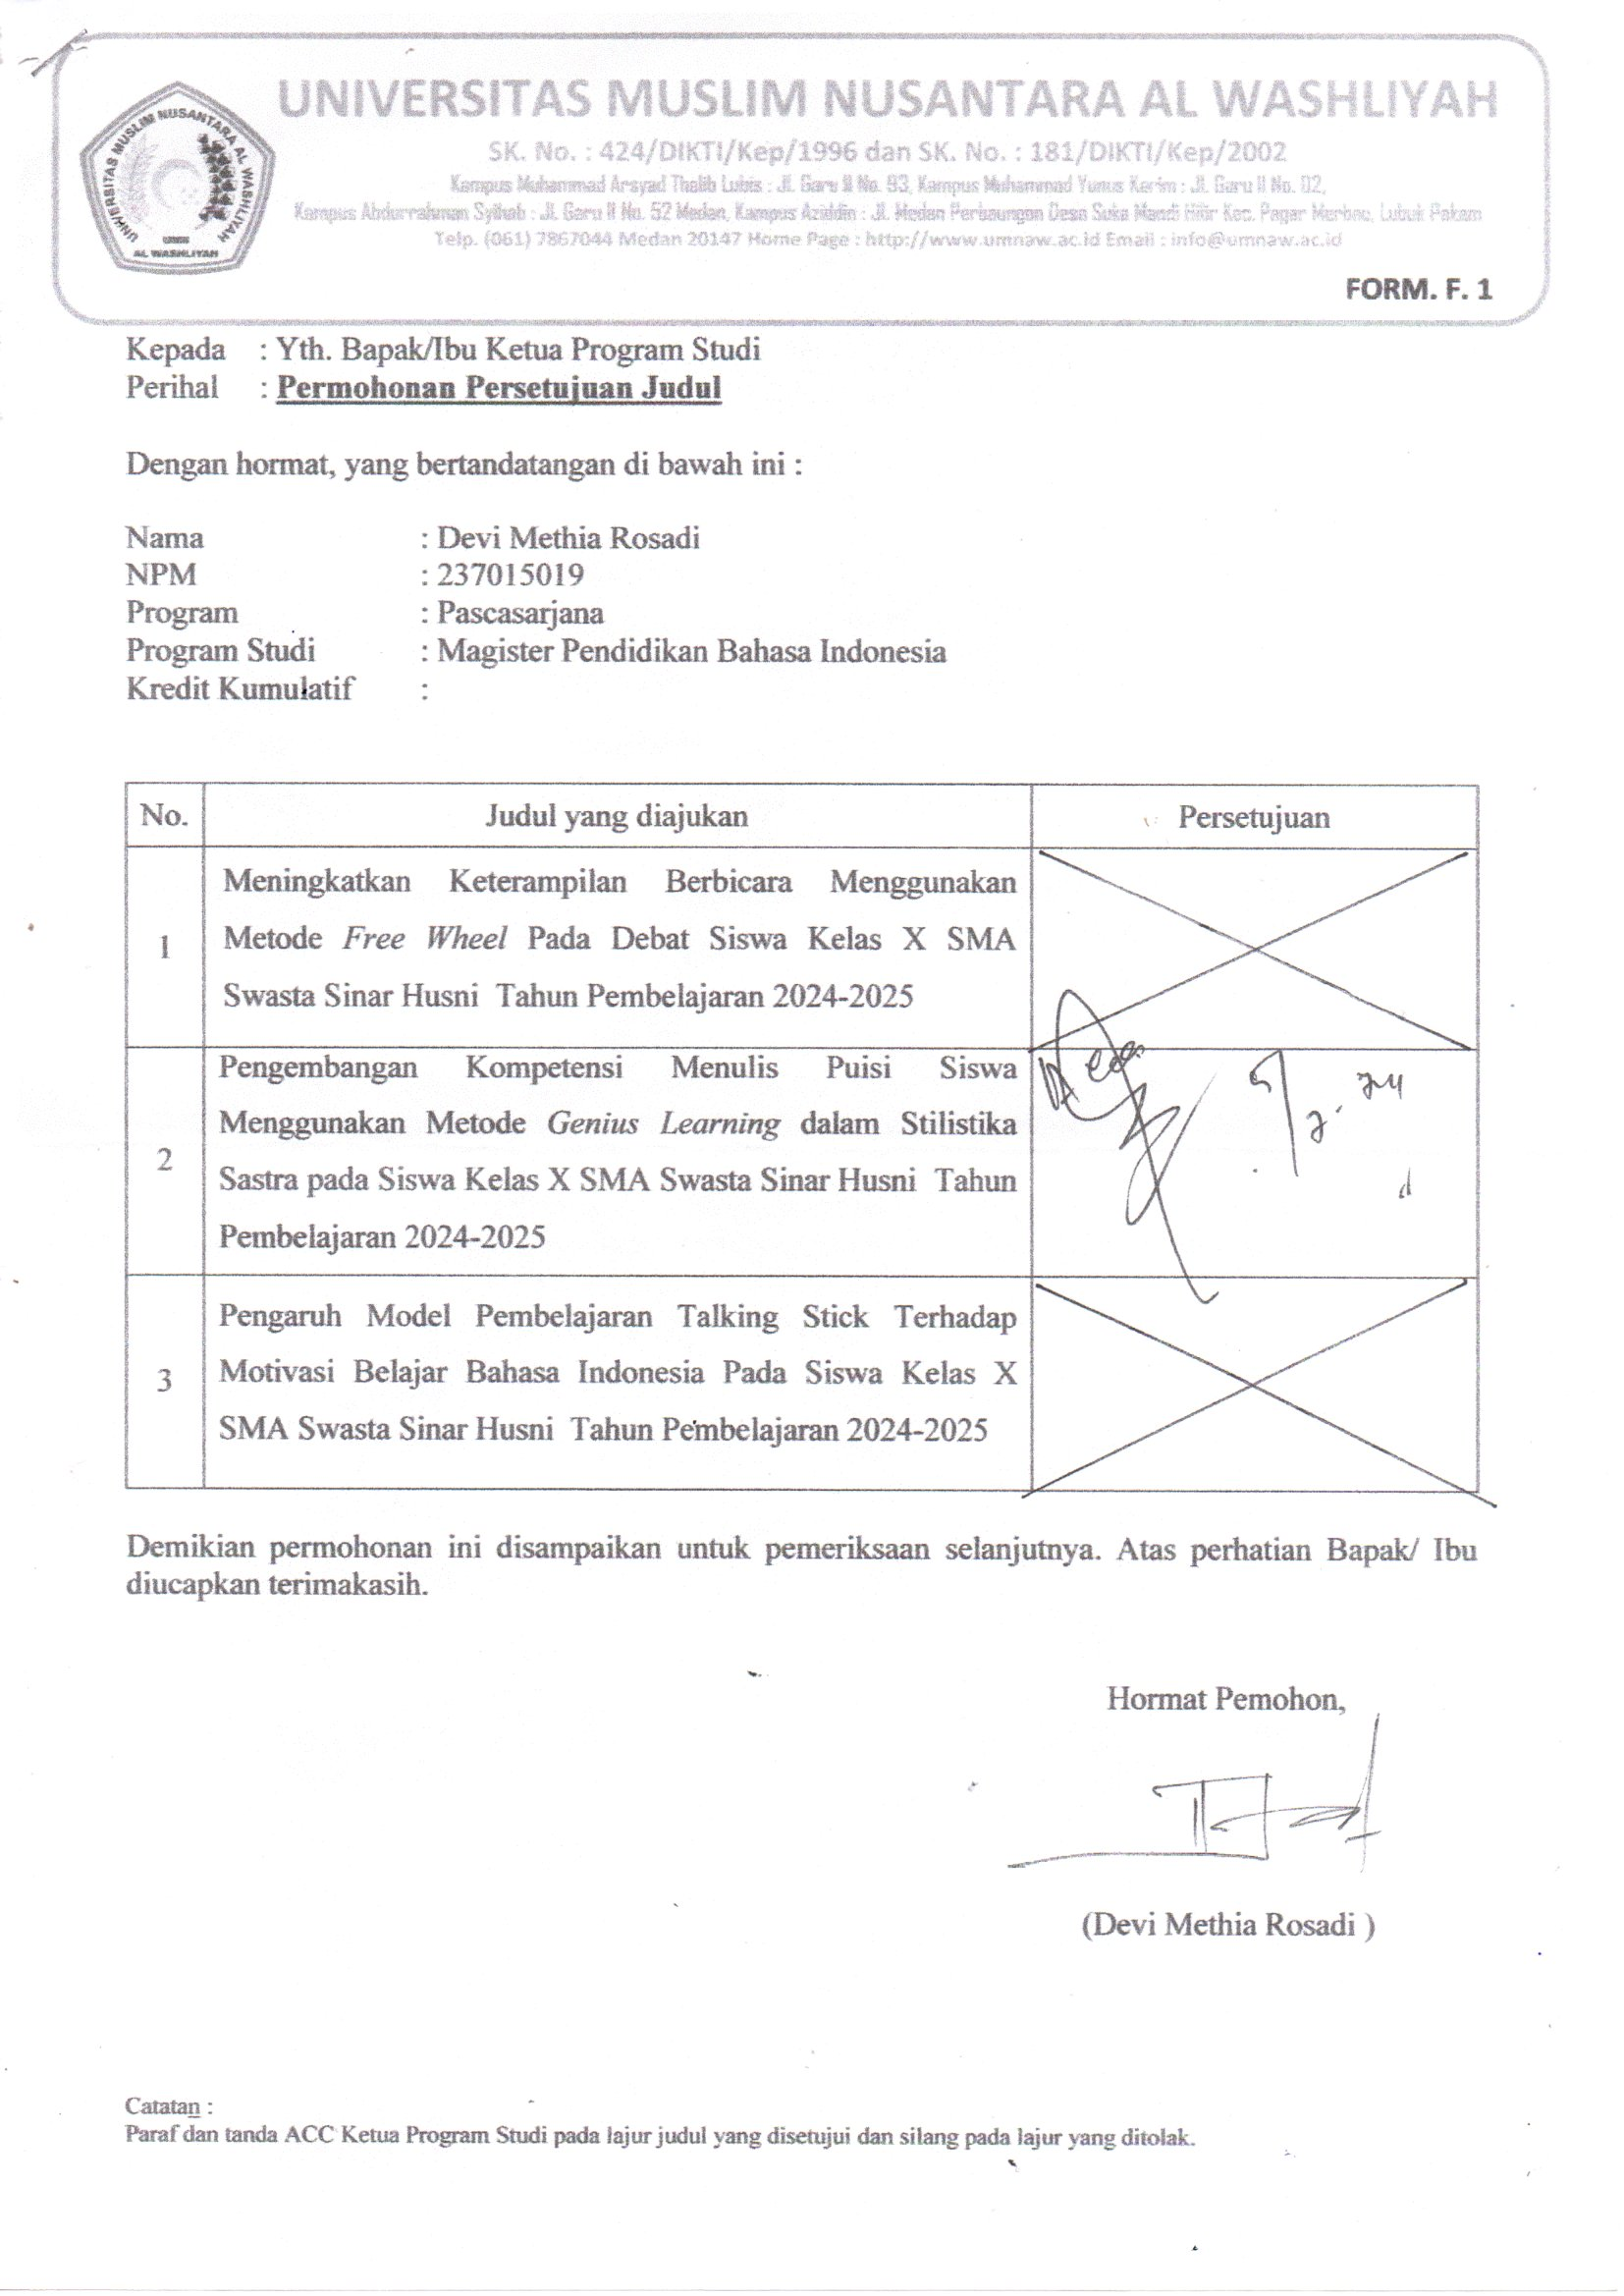 UNIVERSITAS MUSLIM NUSANTARA AL WASHLIYAH
SK. No. : 424/DIKTI/Kep/1996 dan SK. No. : 181/DIKTI/Kep/2002
Kampus Muhammad Arsyad Thalib Lubis : Jl. Garu II No. 93, Kampus Muhammad Yunus Karim : Jl. Garu II No. 02,
Kampus Abdurrahman Syihab : Jl. Garu II No. 52 Medan, Kampus Aziddin : Jl. Medan Perbaungan Desa Suka Mandi Hilir Kec. Pagar Merbau, Lubuk Pakam
Telp. (061) 7867044 Medan 20147 Home Page : http://www.umnaw.ac.id Email : info@umnaw.ac.id
UNIVERSITAS MUSLIM NUSANTARA AL WASHLIYAH
UMN
AL WASHLIYAH
FORM. F. 1
Kepada : Yth. Bapak/Ibu Ketua Program Studi
Perihal : Permohonan Persetujuan Judul
Dengan hormat, yang bertandatangan di bawah ini :
Nama : Devi Methia Rosadi
NPM : 237015019
Program : Pascasarjana
Program Studi : Magister Pendidikan Bahasa Indonesia
Kredit Kumulatif :
No. Judul yang diajukan Persetujuan
Meningkatkan Keterampilan Berbicara Menggunakan
1 Metode Free Wheel Pada Debat Siswa Kelas X SMA
Swasta Sinar Husni Tahun Pembelajaran 2024-2025
Pengembangan Kompetensi Menulis Puisi Siswa
Menggunakan Metode Genius Learning dalam Stilistika
2 Sastra pada Siswa Kelas X SMA Swasta Sinar Husni Tahun
Pembelajaran 2024-2025
Pengaruh Model Pembelajaran Talking Stick Terhadap
3 Motivasi Belajar Bahasa Indonesia Pada Siswa Kelas X
SMA Swasta Sinar Husni Tahun Pembelajaran 2024-2025
Demikian permohonan ini disampaikan untuk pemeriksaan selanjutnya. Atas perhatian Bapak/ Ibu
diucapkan terimakasih.
Hormat Pemohon,
(Devi Methia Rosadi )
Catatan :
Paraf dan tanda ACC Ketua Program Studi pada lajur judul yang disetujui dan silang pada lajur yang ditolak.